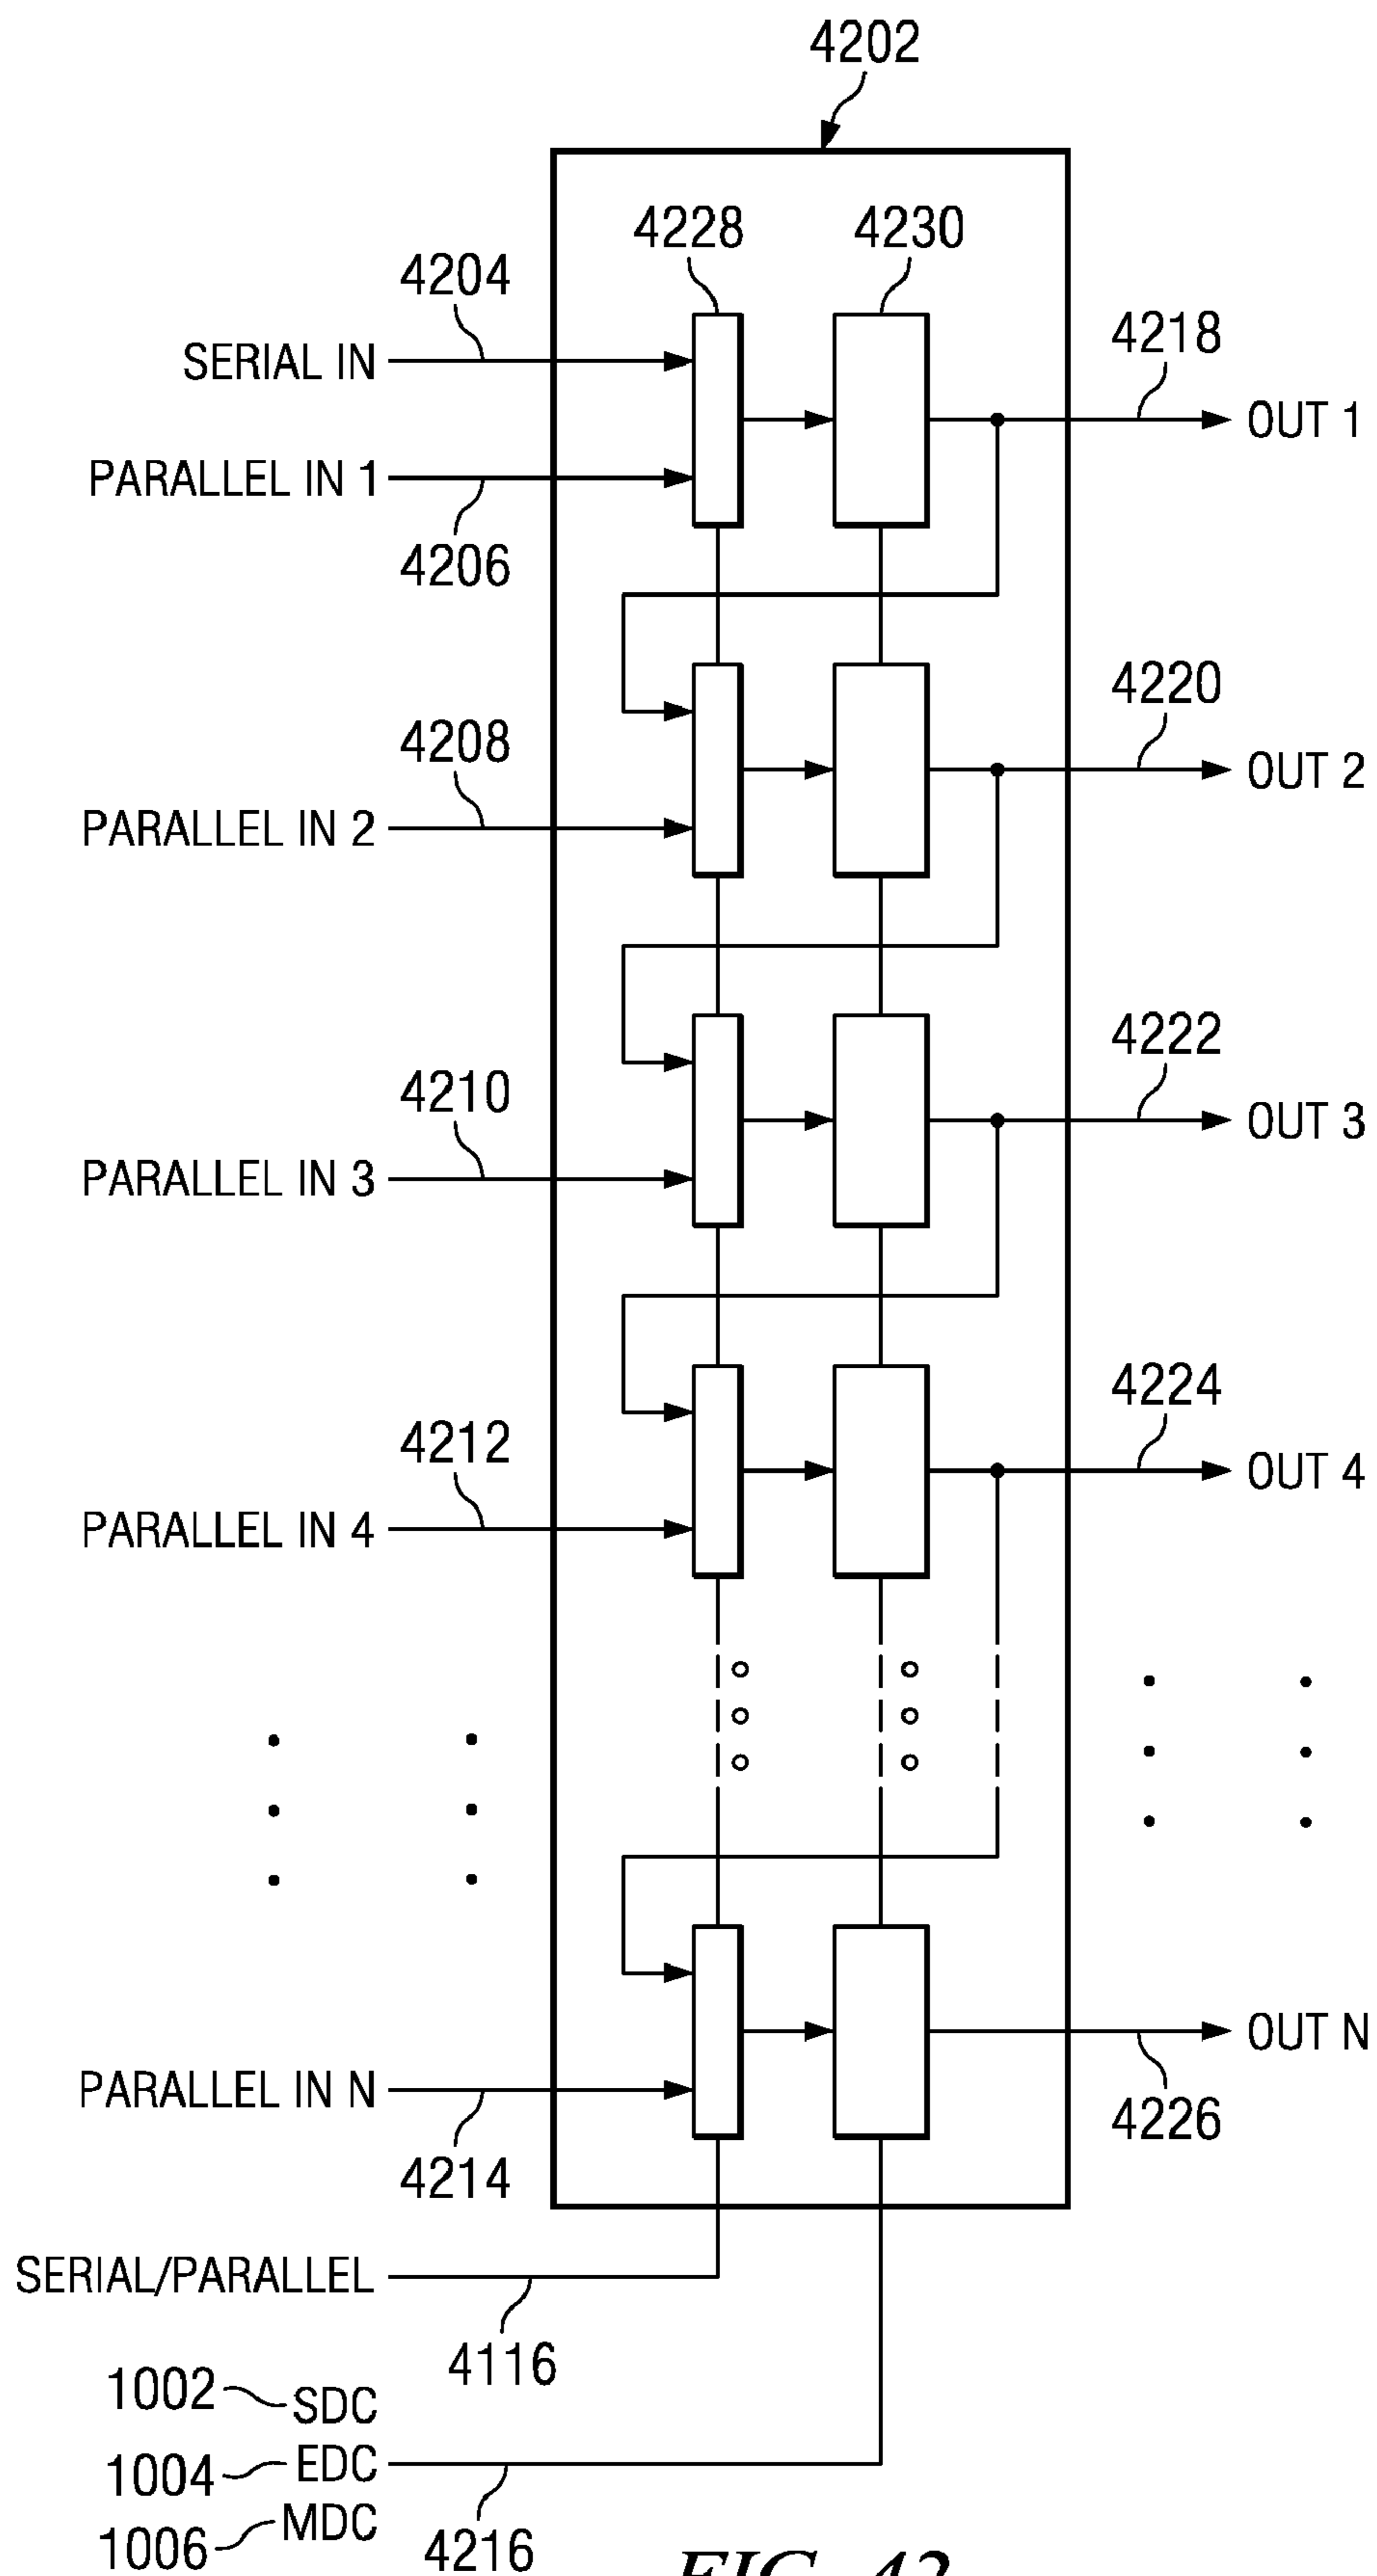 4202
4228
4230
4204
4218
SERIAL IN
OUT 1
PARALLEL IN 1
4206
4220
4208
OUT 2
PARALLEL IN 2
4222
4210
OUT 3
PARALLEL IN 3
4224
4212
OUT 4
PARALLEL IN 4
OUT N
PARALLEL IN N
4226
4214
SERIAL/PARALLEL
4116
1002 SDC
1004 EDC
1006 MDC
4216
FIG. 42